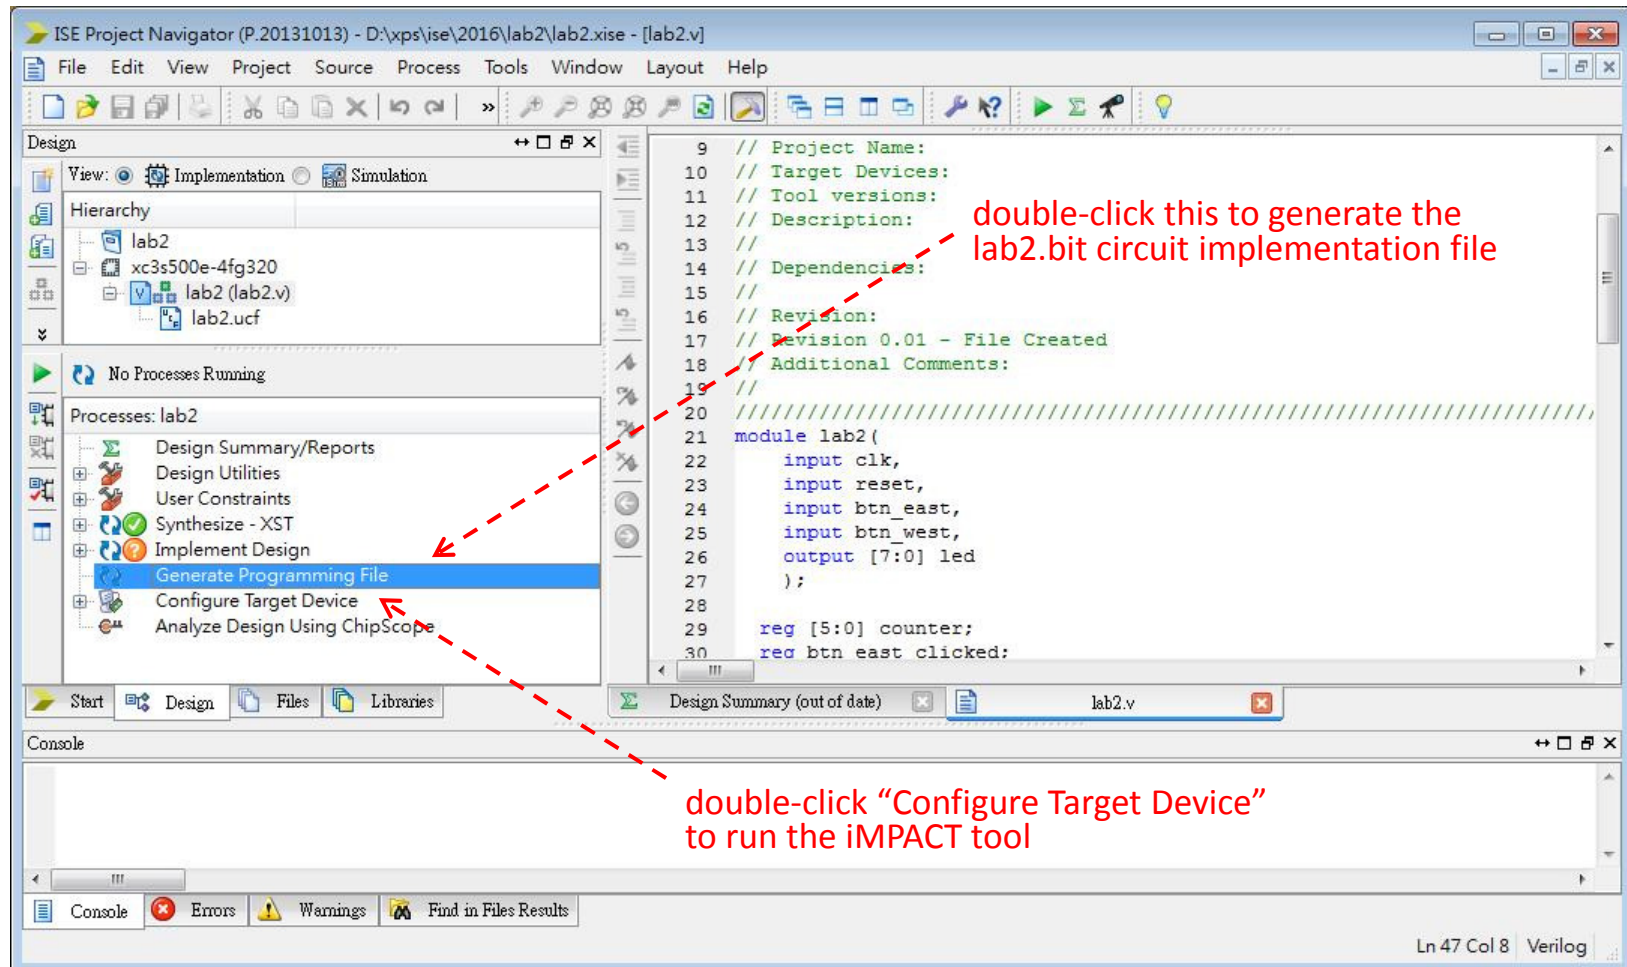 ISE Project Navigator (P.20131013) - D:\xps\ise\2016\lab2\lab2.xise - [lab2.v]
File Edit View Project Source Process Tools Window Layout Help
Design
View: Implementation Simulation
Hierarchy
lab2
xc3s500e-4fg320
lab2 (lab2.v)
lab2.ucf
No Processes Running
Processes: lab2
Design Summary/Reports
Design Utilities
User Constraints
Synthesize - XST
Implement Design
Generate Programming File
Configure Target Device
Analyze Design Using ChipScope
Start Design Files Libraries
9 // Project Name:
10 // Target Devices:
11 // Tool versions:
12 // Description:
13 //
14 // Dependencies:
15 //
16 // Revision:
17 // Revision 0.01 - File Created
18 // Additional Comments:
19 //
20 ////////////////////////////////////////////////////////////////////////
21 module lab2(
22 input clk,
23 input reset,
24 input btn_east,
25 input btn_west,
26 output [7:0] led
27 );
28
29 reg [5:0] counter;
30 reg btn_east_clicked;
double-click this to generate the
lab2.bit circuit implementation file
Design Summary (out of date) lab2.v
Console
double-click “Configure Target Device”
to run the iMPACT tool
Console Errors Warnings Find in Files Results
Ln 47 Col 8 Verilog